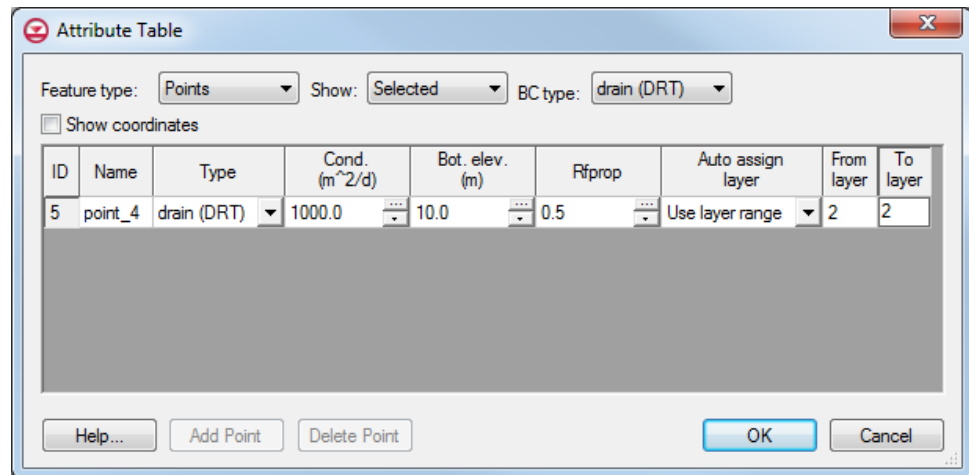 Attribute Table
Feature type: Points Show: Selected BC type: drain (DRT)
Show coordinates
ID Name Type Cond. (m^2/d) Bot. elev. (m) Rfprop Auto assign layer From layer To layer
5 point_4 drain (DRT) 1000.0 10.0 0.5 Use layer range 2 2
Help... Add Point Delete Point OK Cancel